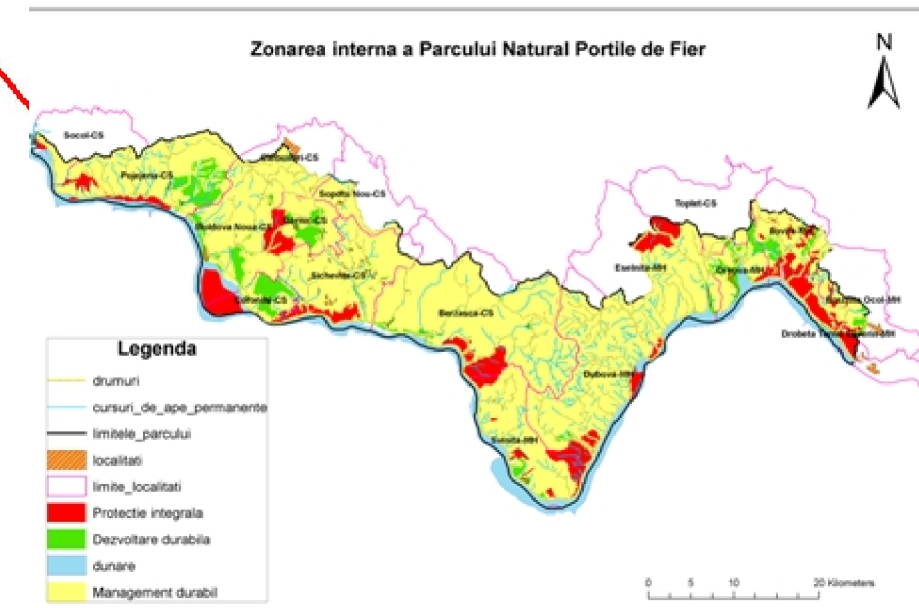 Zonarea interna a Parcului Natural Portile de Fier
N
Socol-CS
Pojejena-CS
Sopotu Nou-CS
Moldova Noua-CS
Garnic-CS
Sichevita-CS
Coronini-CS
Berzasca-CS
Toplet-CS
Eselnita-MH
Orsova-MH
Dubova-MH
Svinita-MH
Drobeta
Legenda
drumuri
cursuri_de_ape_permanente
limitele_parcului
localitati
limite_localitati
Protectie integrala
Dezvoltare durabila
dunare
Management durabil
0 5 10 20 Kilometers